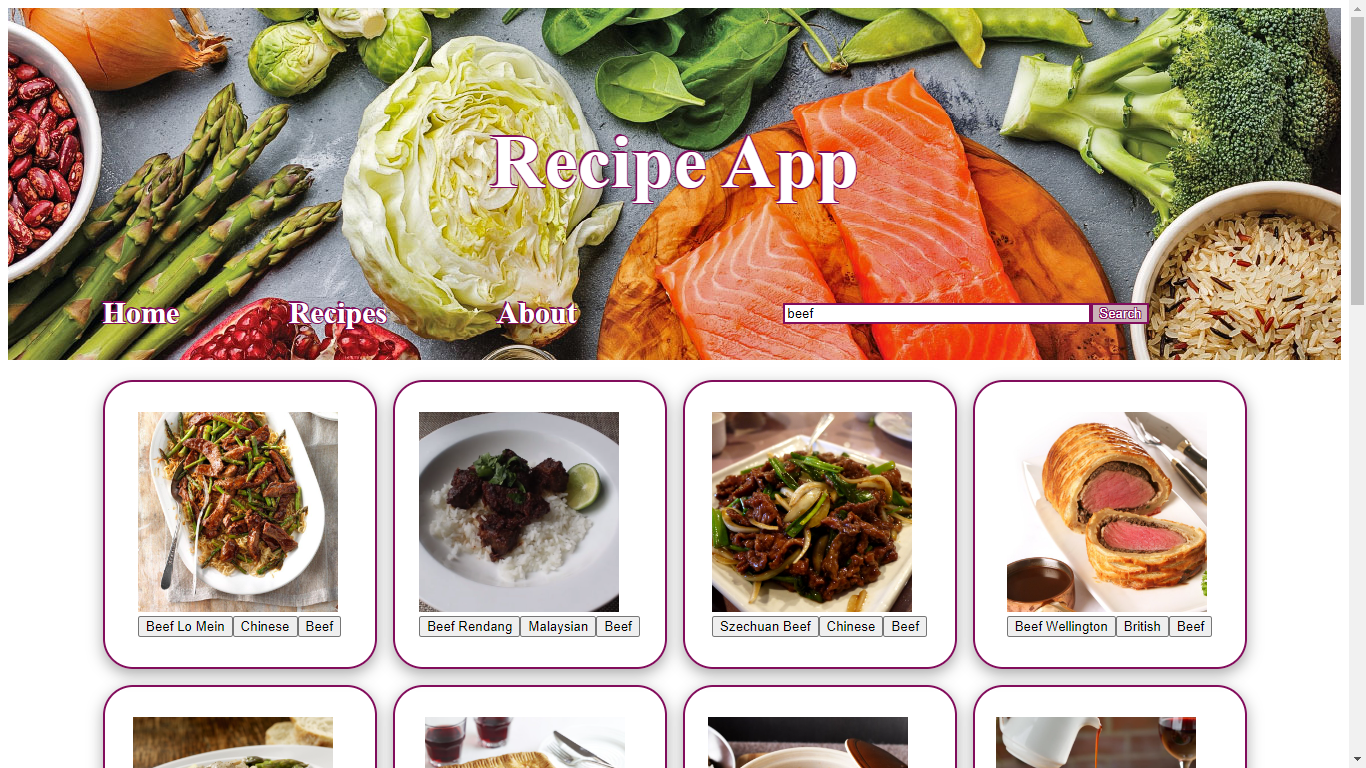 Recipe App
Home Recipes About beef Search
Beef Lo Mein Chinese Beef
Beef Rendang Malaysian Beef
Szechuan Beef Chinese Beef
Beef Wellington British Beef